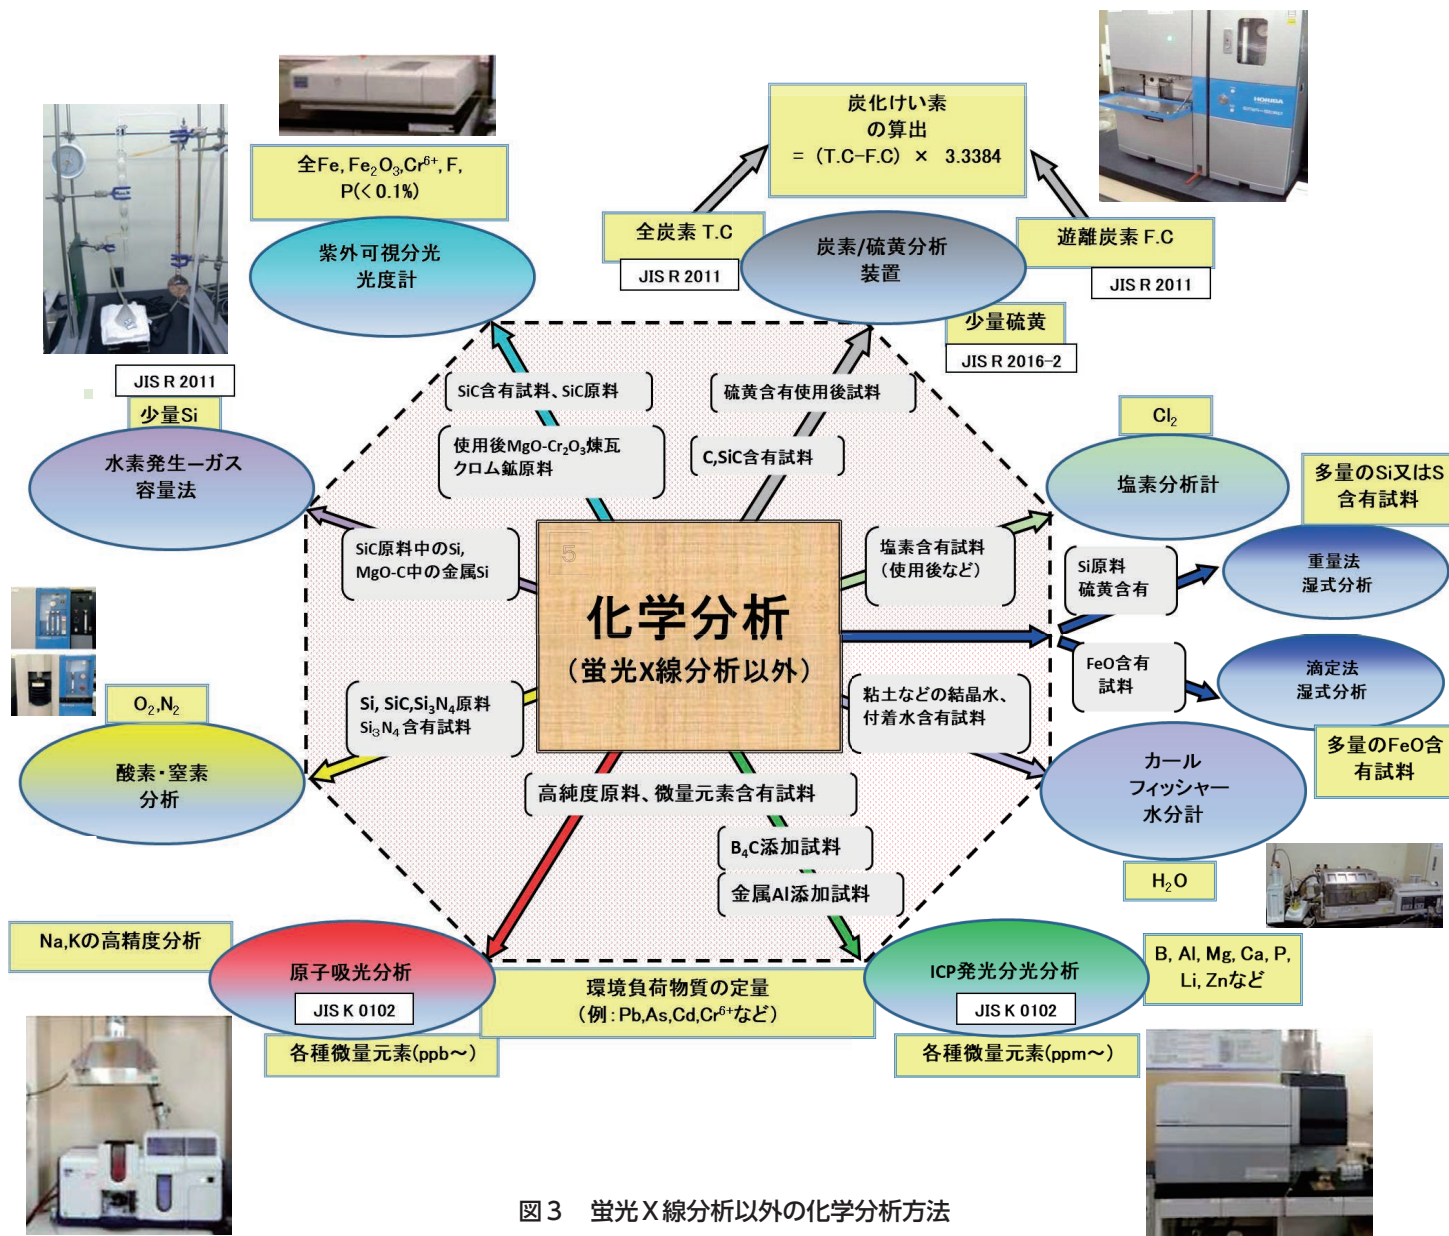 炭化けい素
の算出
= (T.C-F.C) × 3.3384
HORIBA
全Fe, Fe₂O₃,Cr⁶⁺, F,
P(<0.1%)
紫外可視分光
光度計
全炭素 T.C
JIS R 2011
炭素/硫黄分析
装置
遊離炭素 F.C
JIS R 2011
少量硫黄
JIS R 2016-2
JIS R 2011
少量Si
水素発生ーガス
容量法
SiC含有試料、SiC原料
使用後MgO-Cr₂O₃煉瓦
クロム鉱原料
硫黄含有使用後試料
C,SiC含有試料
Cl₂
塩素分析計
多量のSi又はS
含有試料
SiC原料中のSi,
MgO-C中の金属Si
塩素含有試料
(使用後など)
Si原料
硫黄含有
重量法
湿式分析
5
化学分析
(蛍光X線分析以外)
FeO含有
試料
滴定法
湿式分析
多量のFeO含
有試料
O₂,N₂
酸素・窒素
分析
Si, SiC,Si₃N₄原料
Si₃N₄含有試料
粘土などの結晶水、
付着水含有試料
カール
フィッシャー
水分計
H₂O
高純度原料、微量元素含有試料
B₄C添加試料
金属Al添加試料
Na,Kの高精度分析
原子吸光分析
JIS K 0102
各種微量元素(ppb～)
環境負荷物質の定量
(例：Pb,As,Cd,Cr⁶⁺など)
ICP発光分光分析
JIS K 0102
各種微量元素(ppm～)
B, Al, Mg, Ca, P,
Li, Znなど
図3 蛍光X線分析以外の化学分析方法